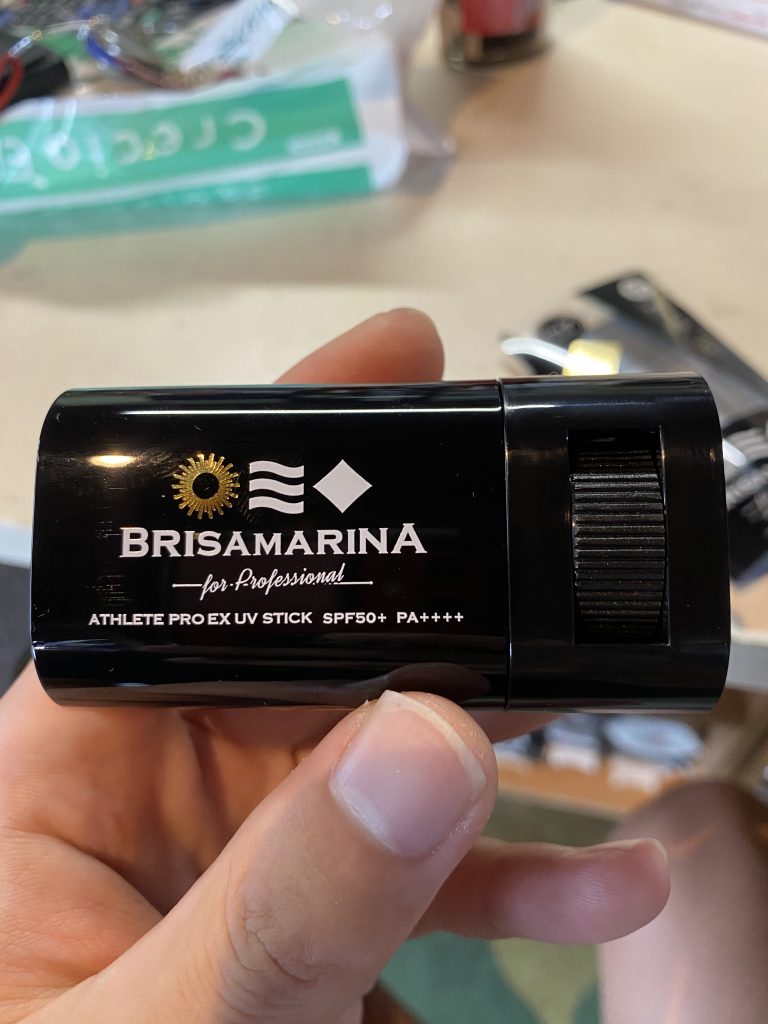 BRISAMARINA
for Professional
ATHLETE PRO EX UV STICK SPF50+ PA++++